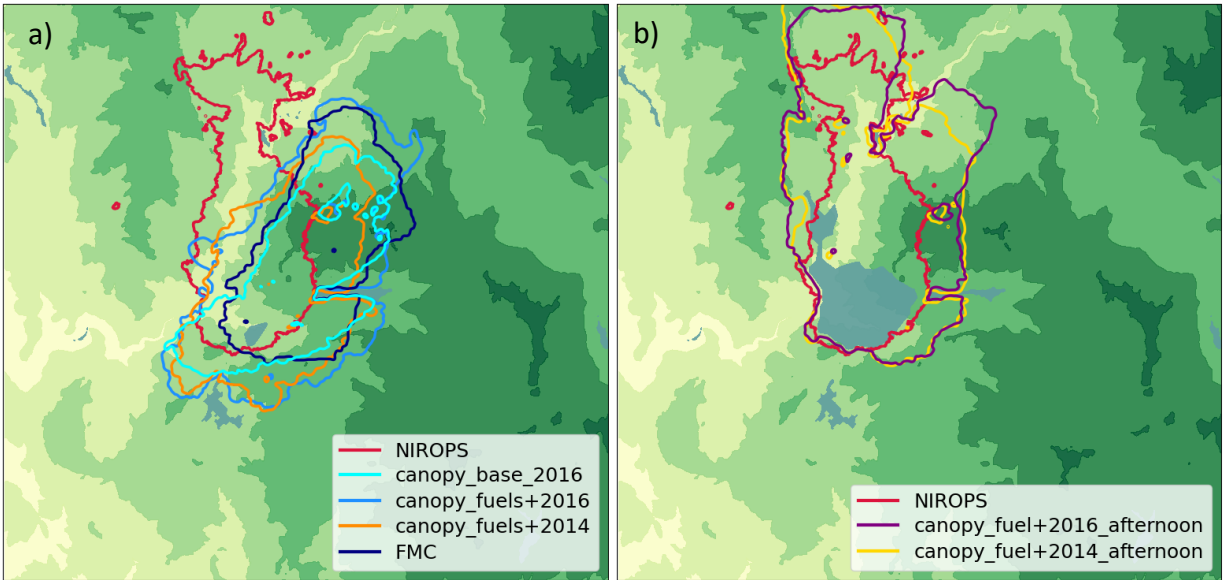 a)
NIROPS
canopy_base_2016
canopy_fuels+2016
canopy_fuels+2014
FMC
b)
NIROPS
canopy_fuel+2016_afternoon
canopy_fuel+2014_afternoon